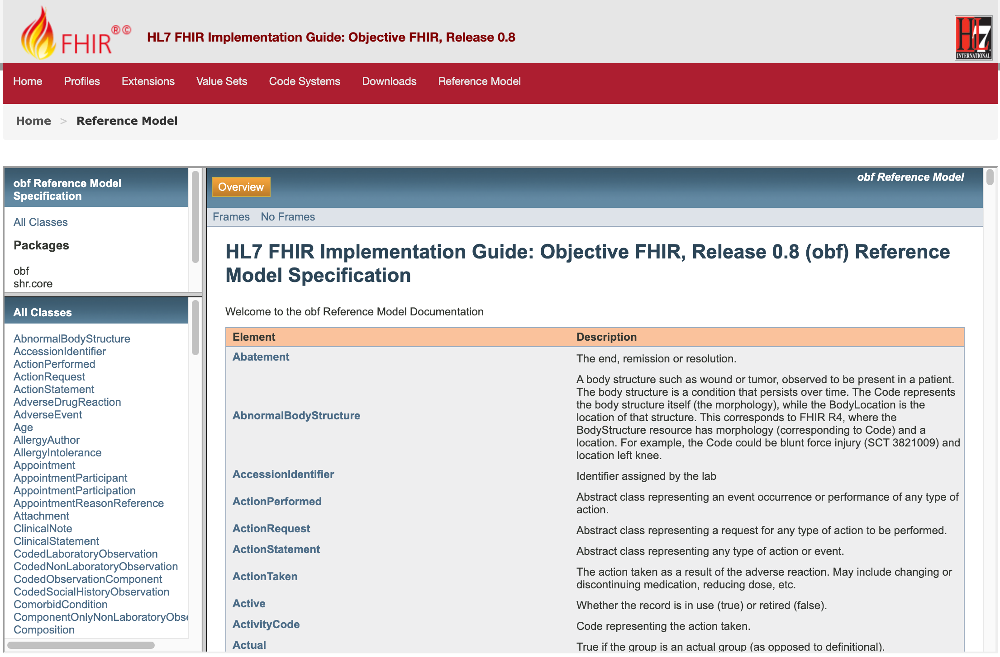 FHIR®©
HL7 FHIR Implementation Guide: Objective FHIR, Release 0.8
HL7
INTERNATIONAL
Home Profiles Extensions Value Sets Code Systems Downloads Reference Model
Home > Reference Model
obf Reference Model
Specification
All Classes
Packages
obf
shr.core
All Classes
AbnormalBodyStructure
AccessionIdentifier
ActionPerformed
ActionRequest
ActionStatement
AdverseDrugReaction
AdverseEvent
Age
AllergyAuthor
AllergyIntolerance
Appointment
AppointmentParticipant
AppointmentParticipation
AppointmentReasonReference
Attachment
ClinicalNote
ClinicalStatement
CodedLaboratoryObservation
CodedNonLaboratoryObservation
CodedObservationComponent
CodedSocialHistoryObservation
ComorbidCondition
ComponentOnlyNonLaboratoryObse
Composition
obf Reference Model
Overview
Frames No Frames
HL7 FHIR Implementation Guide: Objective FHIR, Release 0.8 (obf) Reference
Model Specification
Welcome to the obf Reference Model Documentation
Element Description
Abatement The end, remission or resolution.
AbnormalBodyStructure A body structure such as wound or tumor, observed to be present in a patient.
The body structure is a condition that persists over time. The Code represents
the body structure itself (the morphology), while the BodyLocation is the
location of that structure. This corresponds to FHIR R4, where the
BodyStructure resource has morphology (corresponding to Code) and a
location. For example, the Code could be blunt force injury (SCT 3821009) and
location left knee.
AccessionIdentifier Identifier assigned by the lab
ActionPerformed Abstract class representing an event occurrence or performance of any type of
action.
ActionRequest Abstract class representing a request for any type of action to be performed.
ActionStatement Abstract class representing any type of action or event.
ActionTaken The action taken as a result of the adverse reaction. May include changing or
discontinuing medication, reducing dose, etc.
Active Whether the record is in use (true) or retired (false).
ActivityCode Code representing the action taken.
Actual True if the group is an actual group (as opposed to definitional).